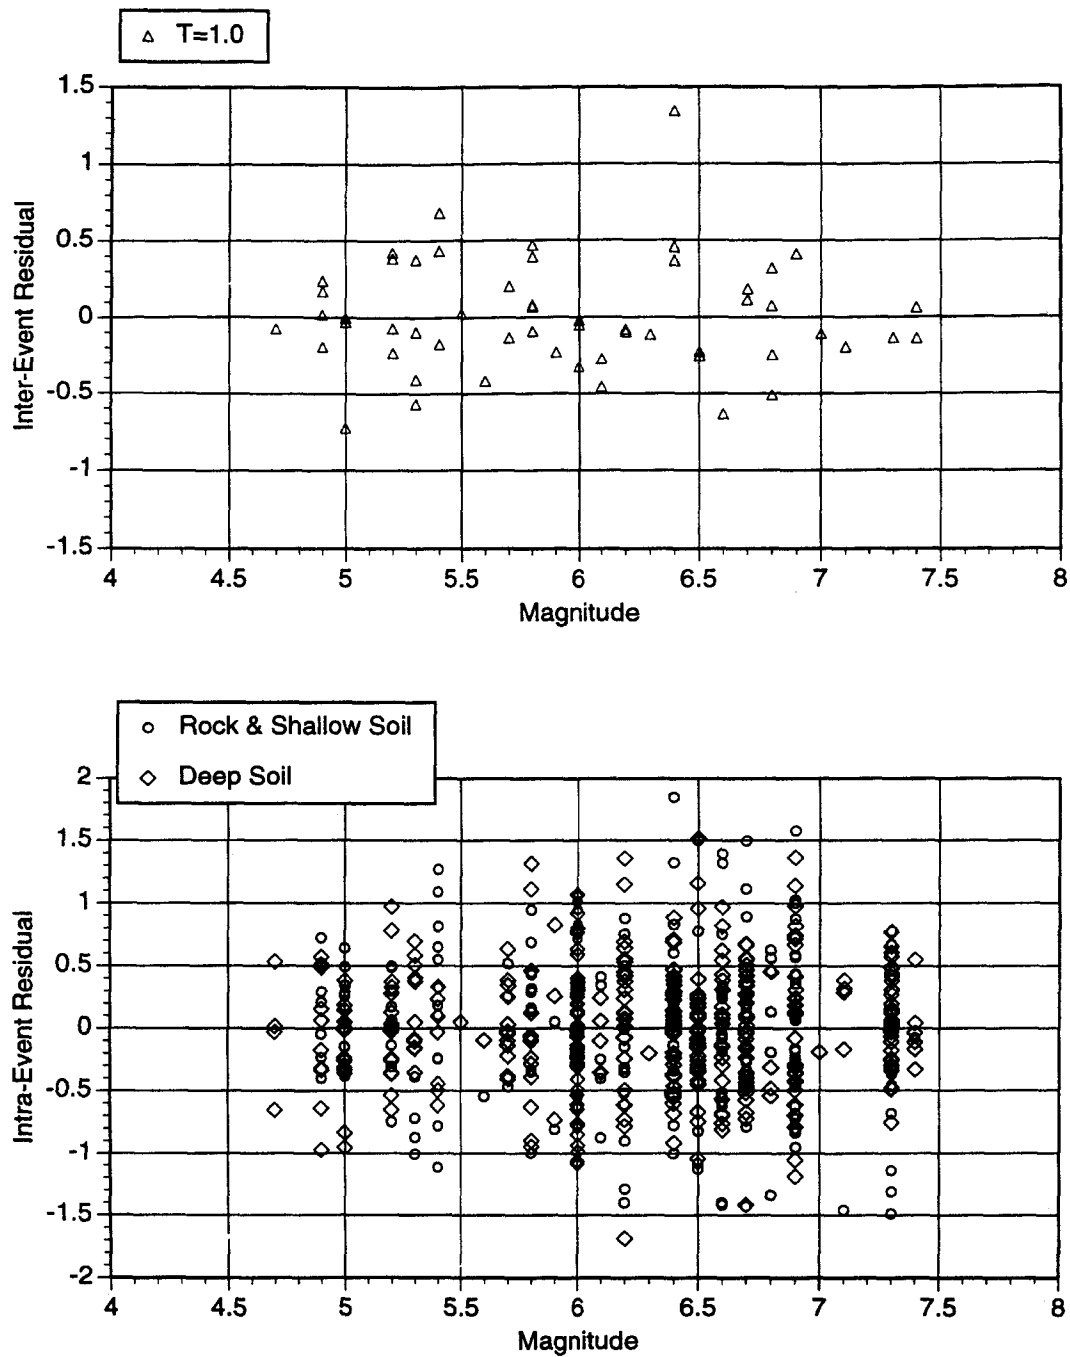 T=1.0
1.5
1
0.5
0
-0.5
-1
-1.5
Inter-Event Residual
4 4.5 5 5.5 6 6.5 7 7.5 8
Magnitude
Rock & Shallow Soil
Deep Soil
2
1.5
1
0.5
0
-0.5
-1
-1.5
-2
Intra-Event Residual
4 4.5 5 5.5 6 6.5 7 7.5 8
Magnitude